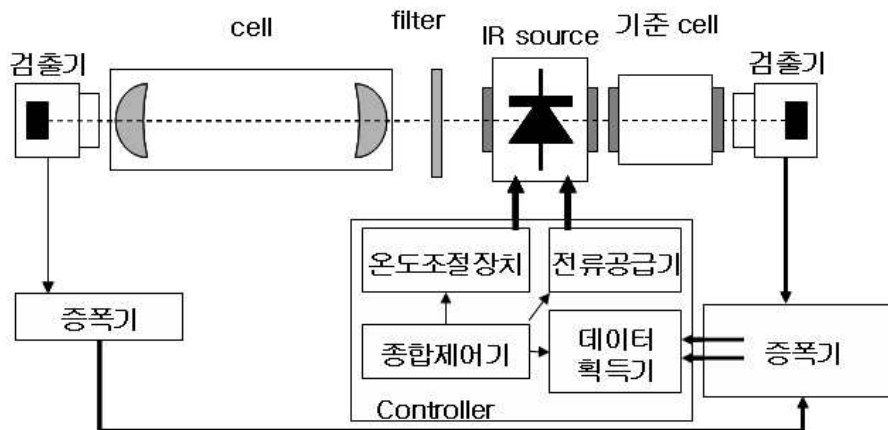 cell
filter
IR source
기준 cell
검출기
검출기
온도조절장치
전류공급기
증폭기
종합제어기
데이터
획득기
증폭기
Controller